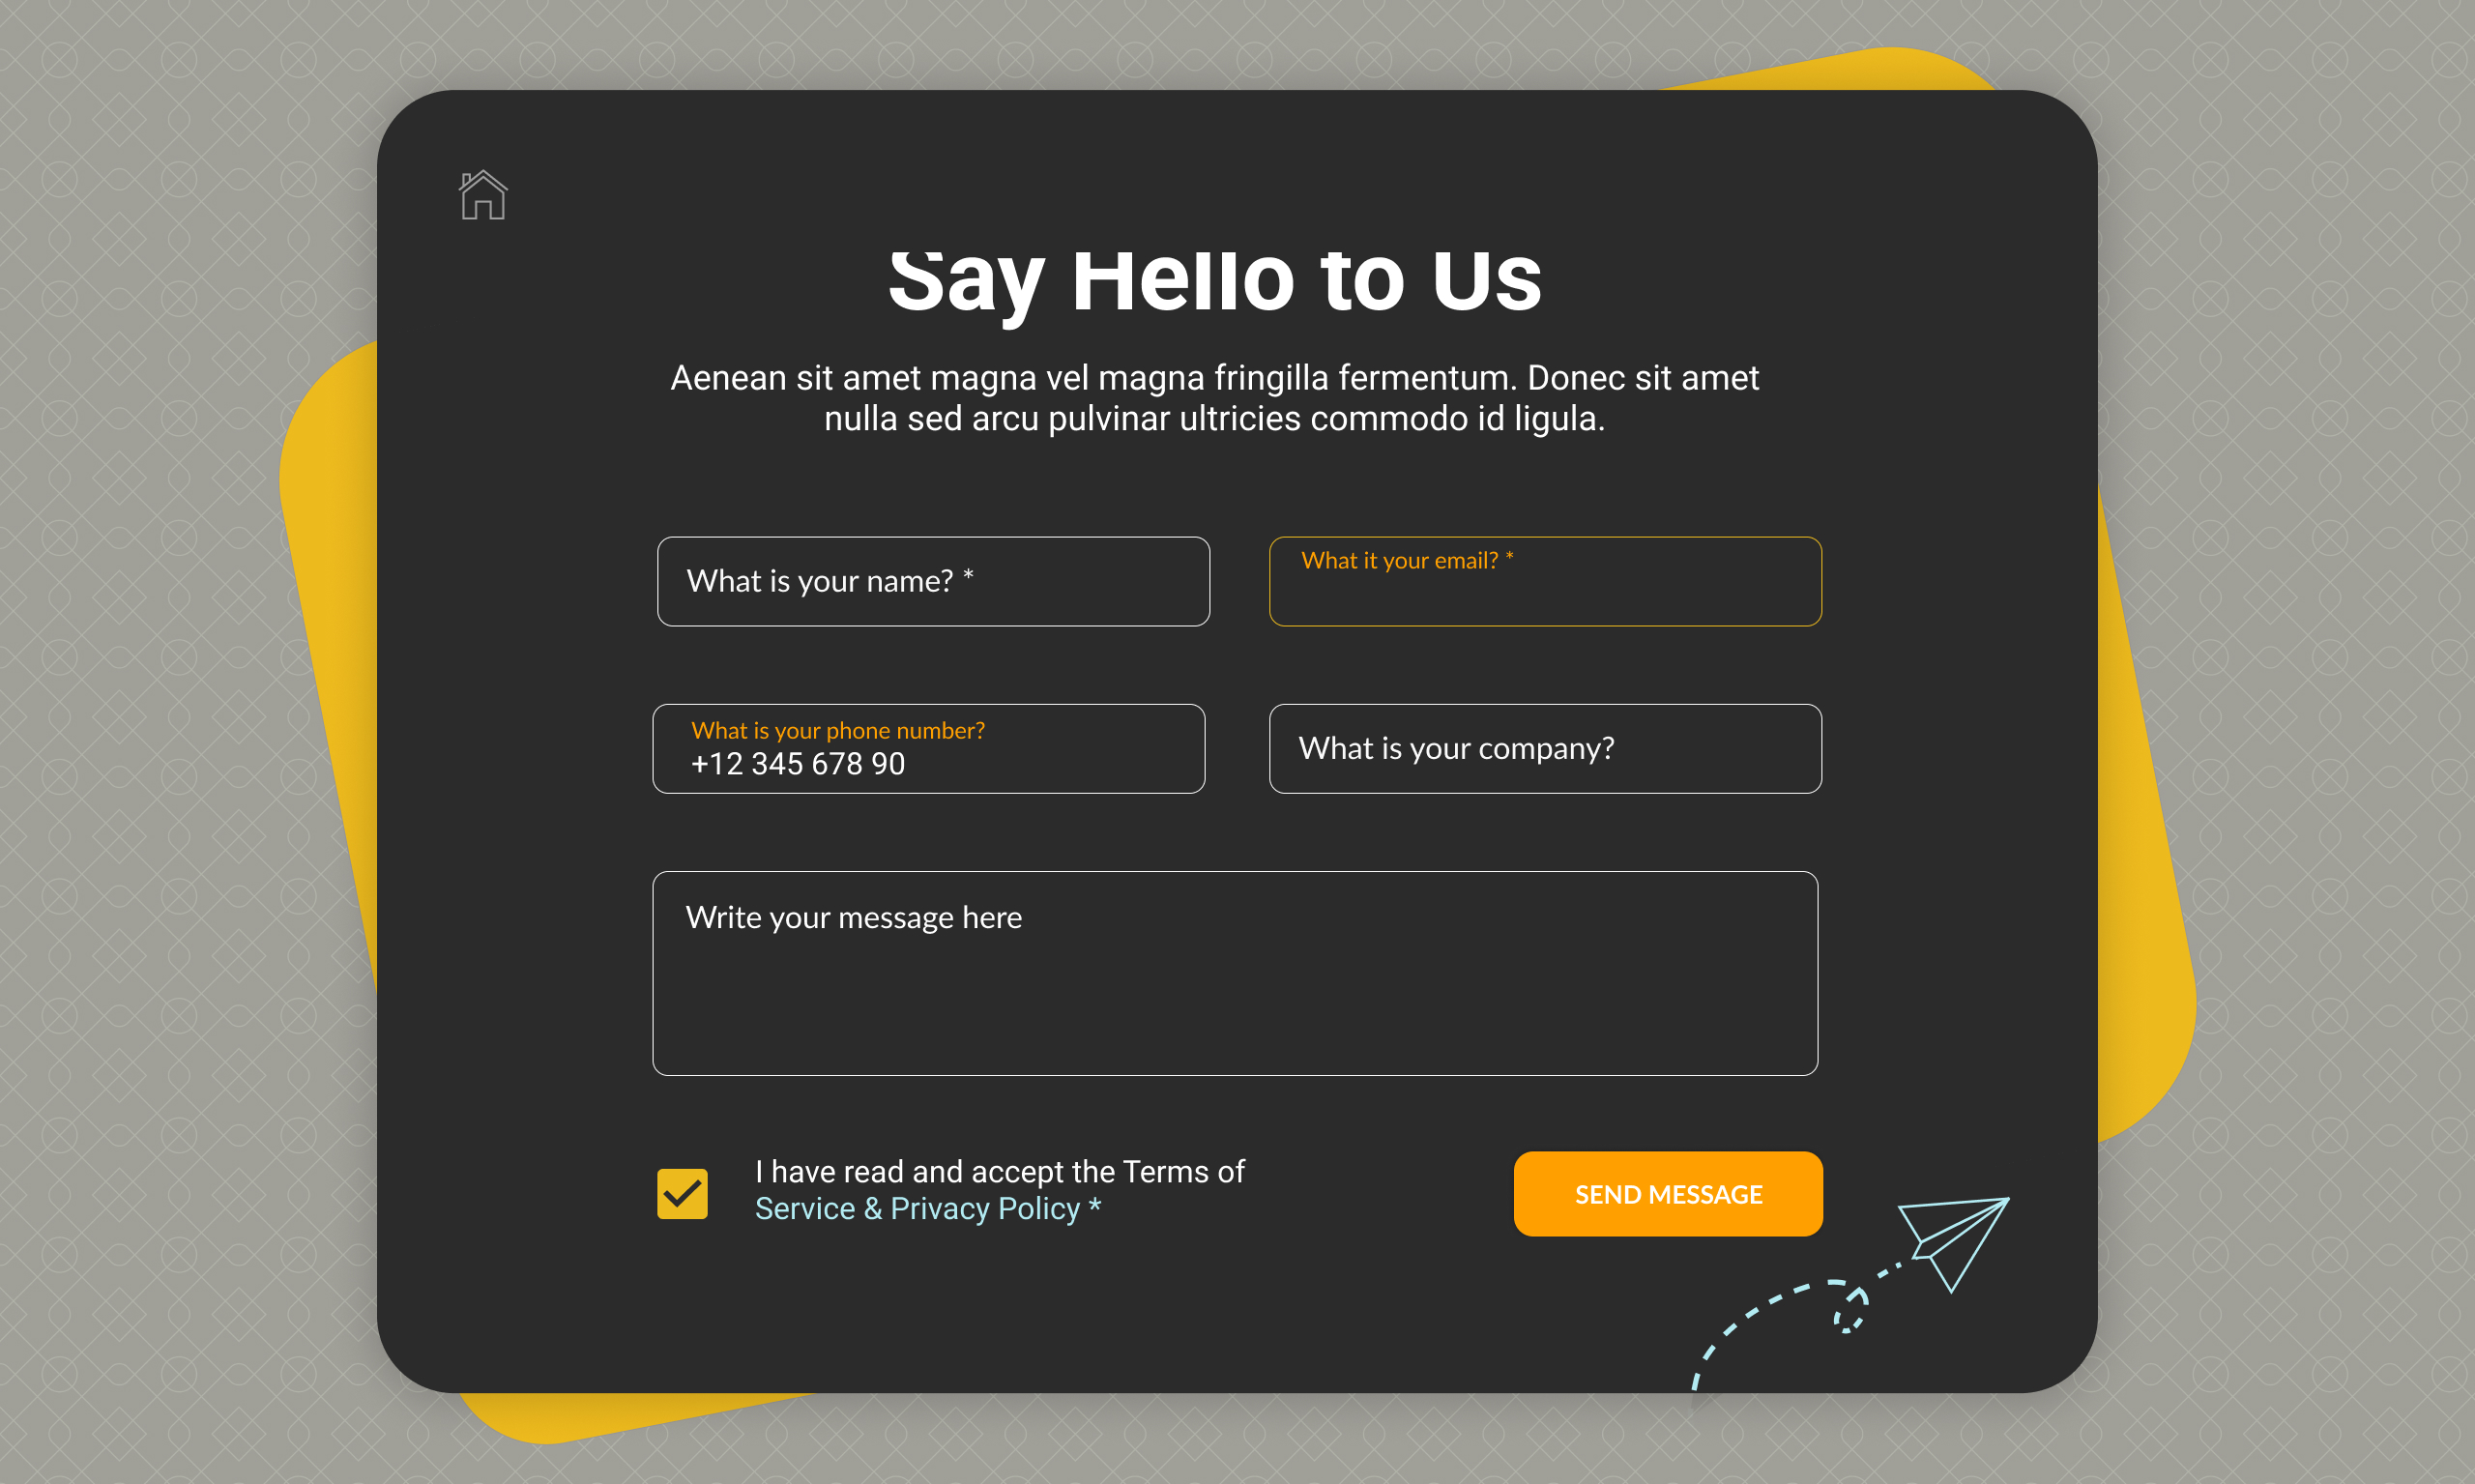 Say Hello to Us
Aenean sit amet magna vel magna fringilla fermentum. Donec sit amet
nulla sed arcu pulvinar ultricies commodo id ligula.
What is your name? *
What it your email? *
What is your phone number?
+12 345 678 90
What is your company?
Write your message here
I have read and accept the Terms of
Service & Privacy Policy *
SEND MESSAGE